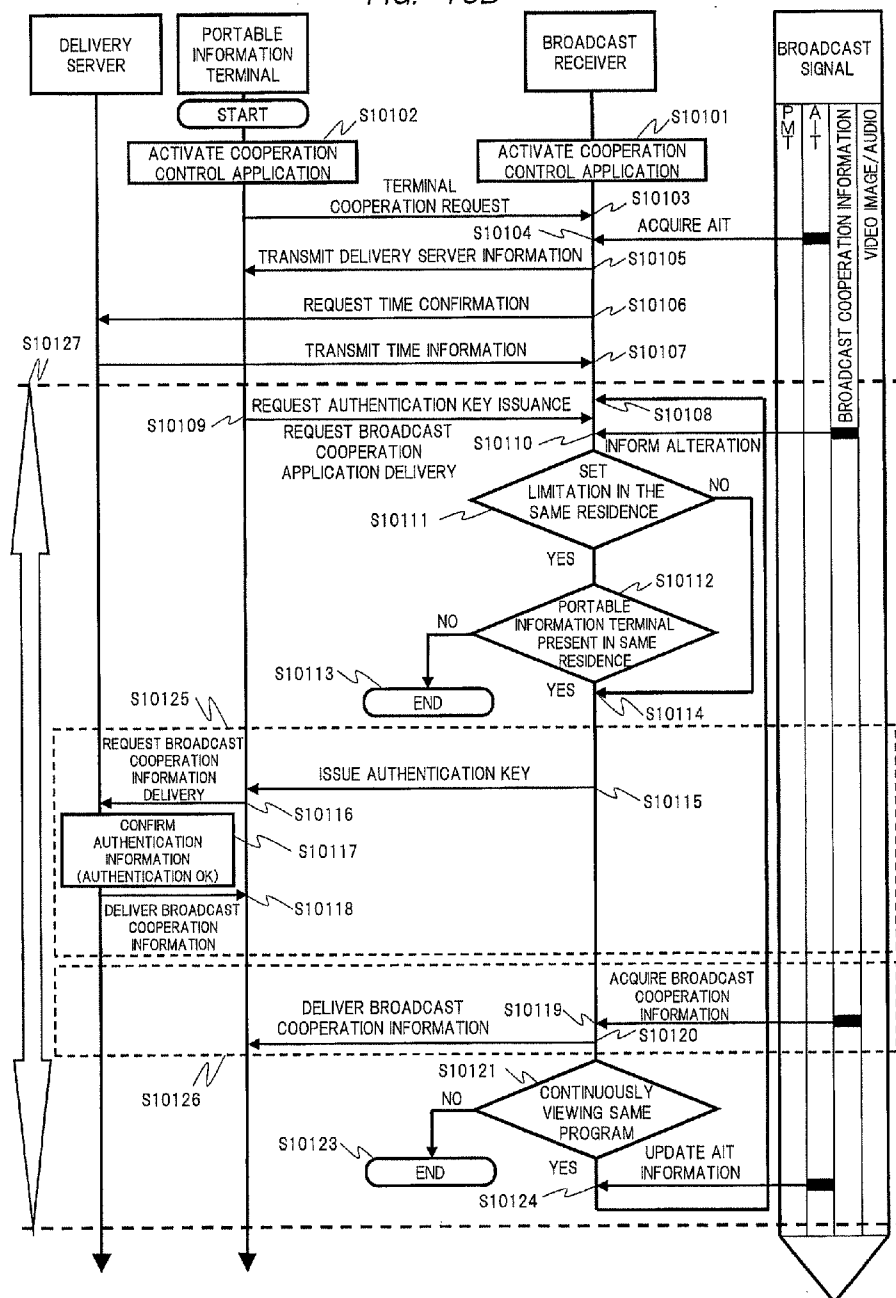 DELIVERY
SERVER
PORTABLE
INFORMATION
TERMINAL
BROADCAST
RECEIVER
BROADCAST
SIGNAL
PMT
AIT
BROADCAST COOPERATION INFORMATION
VIDEO IMAGE/AUDIO
START
S10102
S10101
ACTIVATE COOPERATION
CONTROL APPLICATION
ACTIVATE COOPERATION
CONTROL APPLICATION
TERMINAL
COOPERATION REQUEST
S10103
S10104
ACQUIRE AIT
TRANSMIT DELIVERY SERVER INFORMATION
S10105
REQUEST TIME CONFIRMATION
S10106
S10127
TRANSMIT TIME INFORMATION
S10107
REQUEST AUTHENTICATION KEY ISSUANCE
S10108
S10109
REQUEST BROADCAST
COOPERATION
APPLICATION DELIVERY
S10110
INFORM ALTERATION
SET
LIMITATION IN THE
SAME RESIDENCE
NO
S10111
YES
S10112
PORTABLE
INFORMATION TERMINAL
PRESENT IN SAME
RESIDENCE
NO
S10113
END
YES
S10114
S10125
REQUEST BROADCAST
COOPERATION
INFORMATION
DELIVERY
ISSUE AUTHENTICATION KEY
S10115
S10116
CONFIRM
AUTHENTICATION
INFORMATION
(AUTHENTICATION OK)
S10117
S10118
DELIVER BROADCAST
COOPERATION
INFORMATION
ACQUIRE BROADCAST
COOPERATION
INFORMATION
DELIVER BROADCAST
COOPERATION INFORMATION
S10119
S10120
S10126
S10121
CONTINUOUSLY
VIEWING SAME
PROGRAM
NO
S10123
END
YES
UPDATE AIT
INFORMATION
S10124